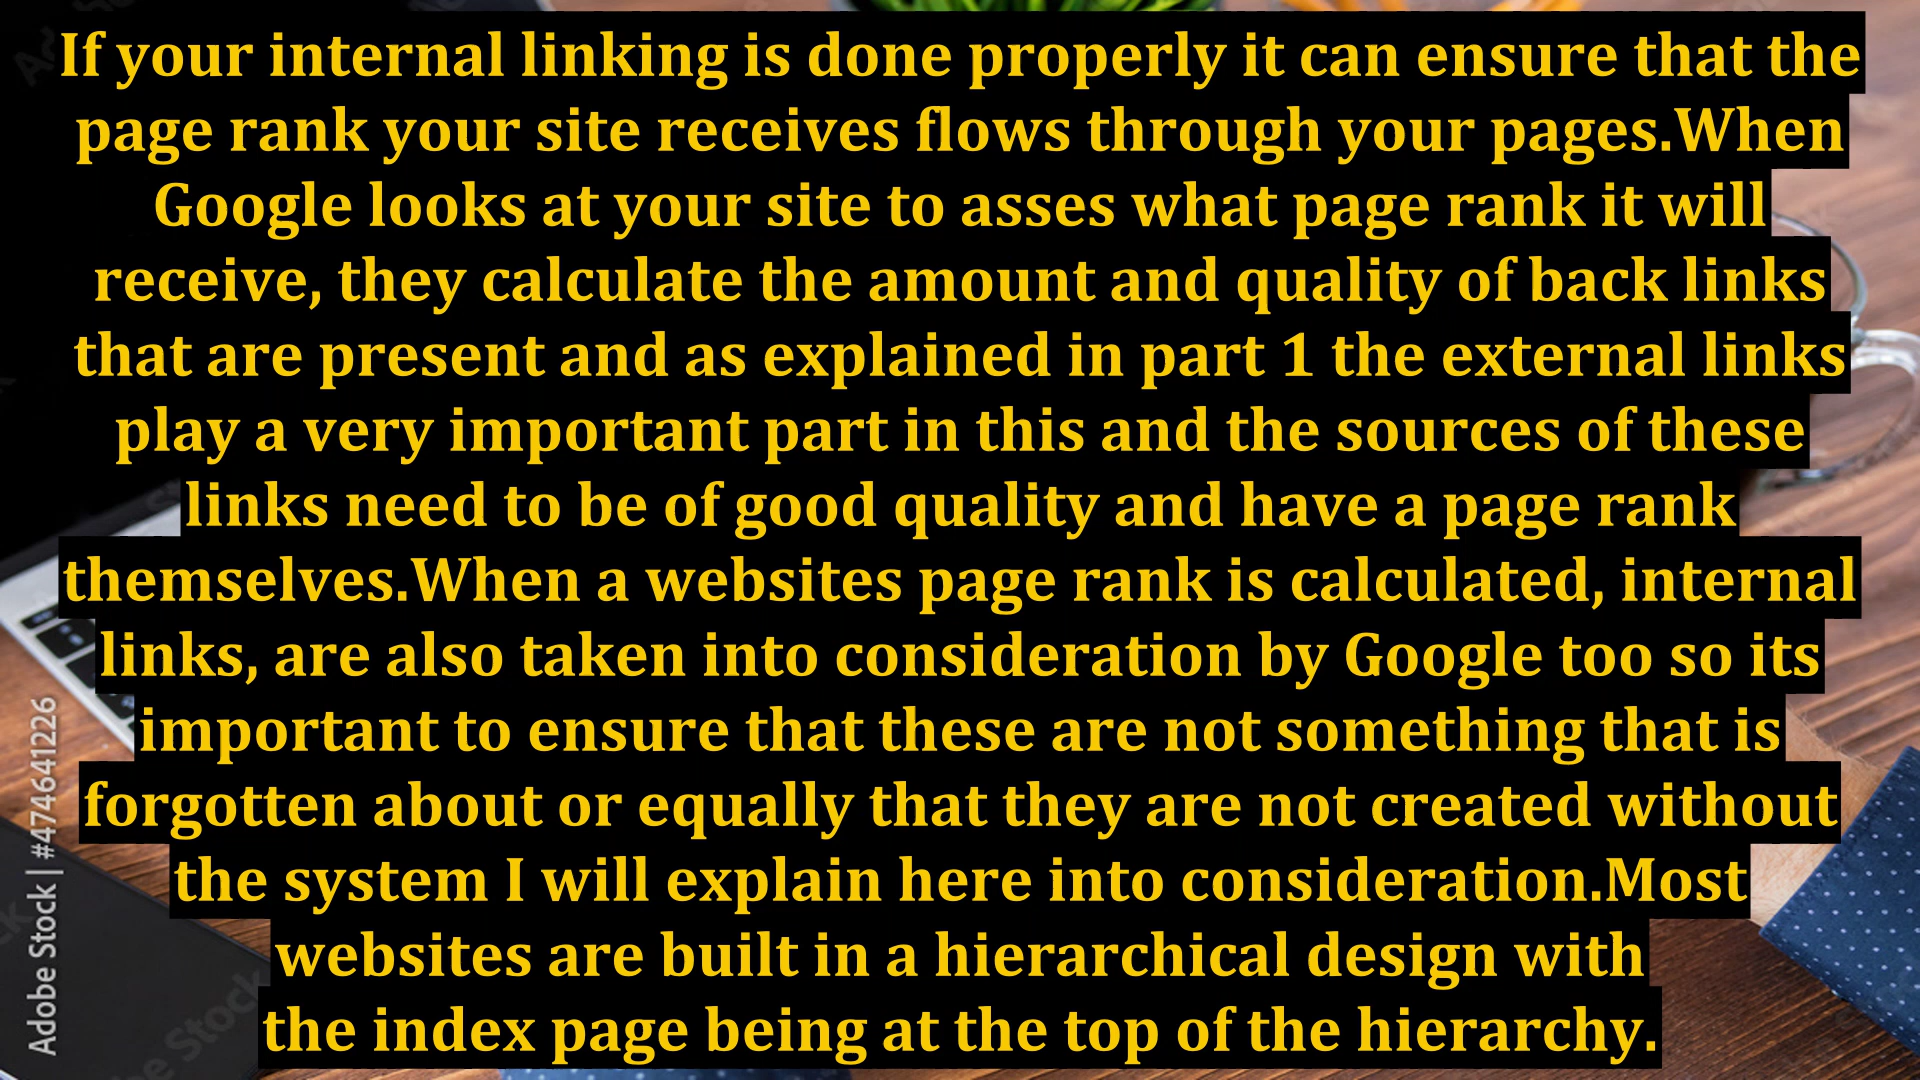 If your internal linking is done properly it can ensure that the
page rank your site receives flows through your pages.When
Google looks at your site to asses what page rank it will
receive, they calculate the amount and quality of back links
that are present and as explained in part 1 the external links
play a very important part in this and the sources of these
links need to be of good quality and have a page rank
themselves.When a websites page rank is calculated, internal
links, are also taken into consideration by Google too so its
important to ensure that these are not something that is
forgotten about or equally that they are not created without
the system I will explain here into consideration.Most
websites are built in a hierarchical design with
the index page being at the top of the hierarchy.
Adobe Stock | #474641226